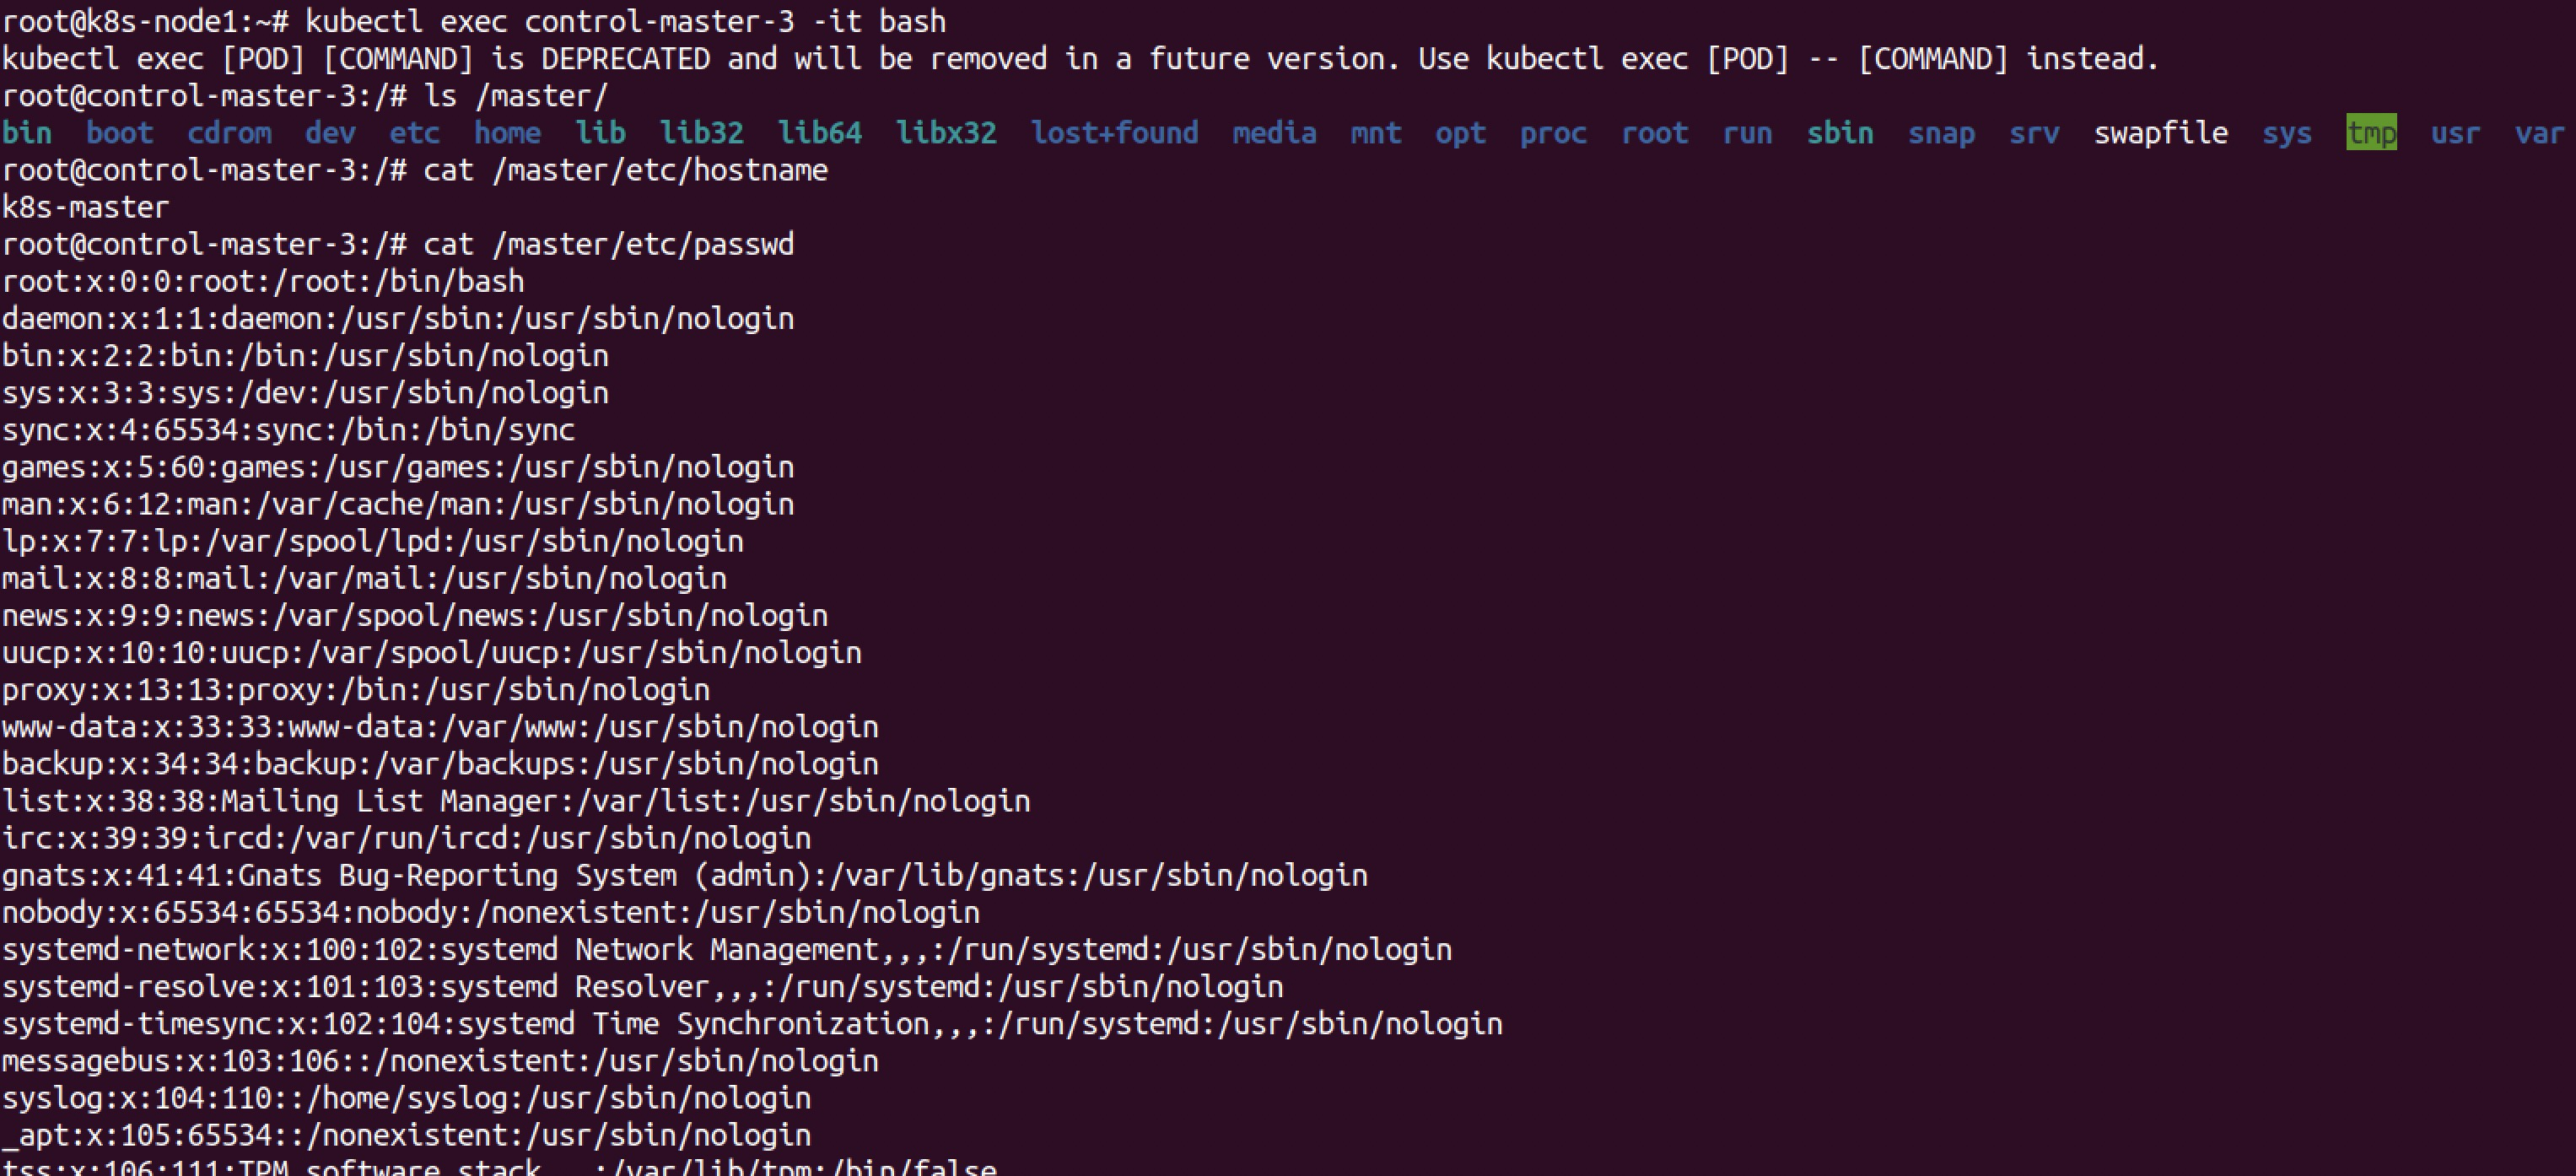 root@k8s-node1:~# kubectl exec control-master-3 -it bash
kubectl exec [POD] [COMMAND] is DEPRECATED and will be removed in a future version. Use kubectl exec [POD] -- [COMMAND] instead.
root@control-master-3:/# ls /master/
bin boot cdrom dev etc home lib lib32 lib64 libx32 lost+found media mnt opt proc root run sbin snap srv swapfile sys tmp usr var
root@control-master-3:/# cat /master/etc/hostname
k8s-master
root@control-master-3:/# cat /master/etc/passwd
root:x:0:0:root:/root:/bin/bash
daemon:x:1:1:daemon:/usr/sbin:/usr/sbin/nologin
bin:x:2:2:bin:/bin:/usr/sbin/nologin
sys:x:3:3:sys:/dev:/usr/sbin/nologin
sync:x:4:65534:sync:/bin:/bin/sync
games:x:5:60:games:/usr/games:/usr/sbin/nologin
man:x:6:12:man:/var/cache/man:/usr/sbin/nologin
lp:x:7:7:lp:/var/spool/lpd:/usr/sbin/nologin
mail:x:8:8:mail:/var/mail:/usr/sbin/nologin
news:x:9:9:news:/var/spool/news:/usr/sbin/nologin
uucp:x:10:10:uucp:/var/spool/uucp:/usr/sbin/nologin
proxy:x:13:13:proxy:/bin:/usr/sbin/nologin
www-data:x:33:33:www-data:/var/www:/usr/sbin/nologin
backup:x:34:34:backup:/var/backups:/usr/sbin/nologin
list:x:38:38:Mailing List Manager:/var/list:/usr/sbin/nologin
irc:x:39:39:ircd:/var/run/ircd:/usr/sbin/nologin
gnats:x:41:41:Gnats Bug-Reporting System (admin):/var/lib/gnats:/usr/sbin/nologin
nobody:x:65534:65534:nobody:/nonexistent:/usr/sbin/nologin
systemd-network:x:100:102:systemd Network Management,,,:/run/systemd:/usr/sbin/nologin
systemd-resolve:x:101:103:systemd Resolver,,,:/run/systemd:/usr/sbin/nologin
systemd-timesync:x:102:104:systemd Time Synchronization,,,:/run/systemd:/usr/sbin/nologin
messagebus:x:103:106::/nonexistent:/usr/sbin/nologin
syslog:x:104:110::/home/syslog:/usr/sbin/nologin
_apt:x:105:65534::/nonexistent:/usr/sbin/nologin
tss:x:106:111:TPM software stack,,,:/var/lib/tpm:/bin/false